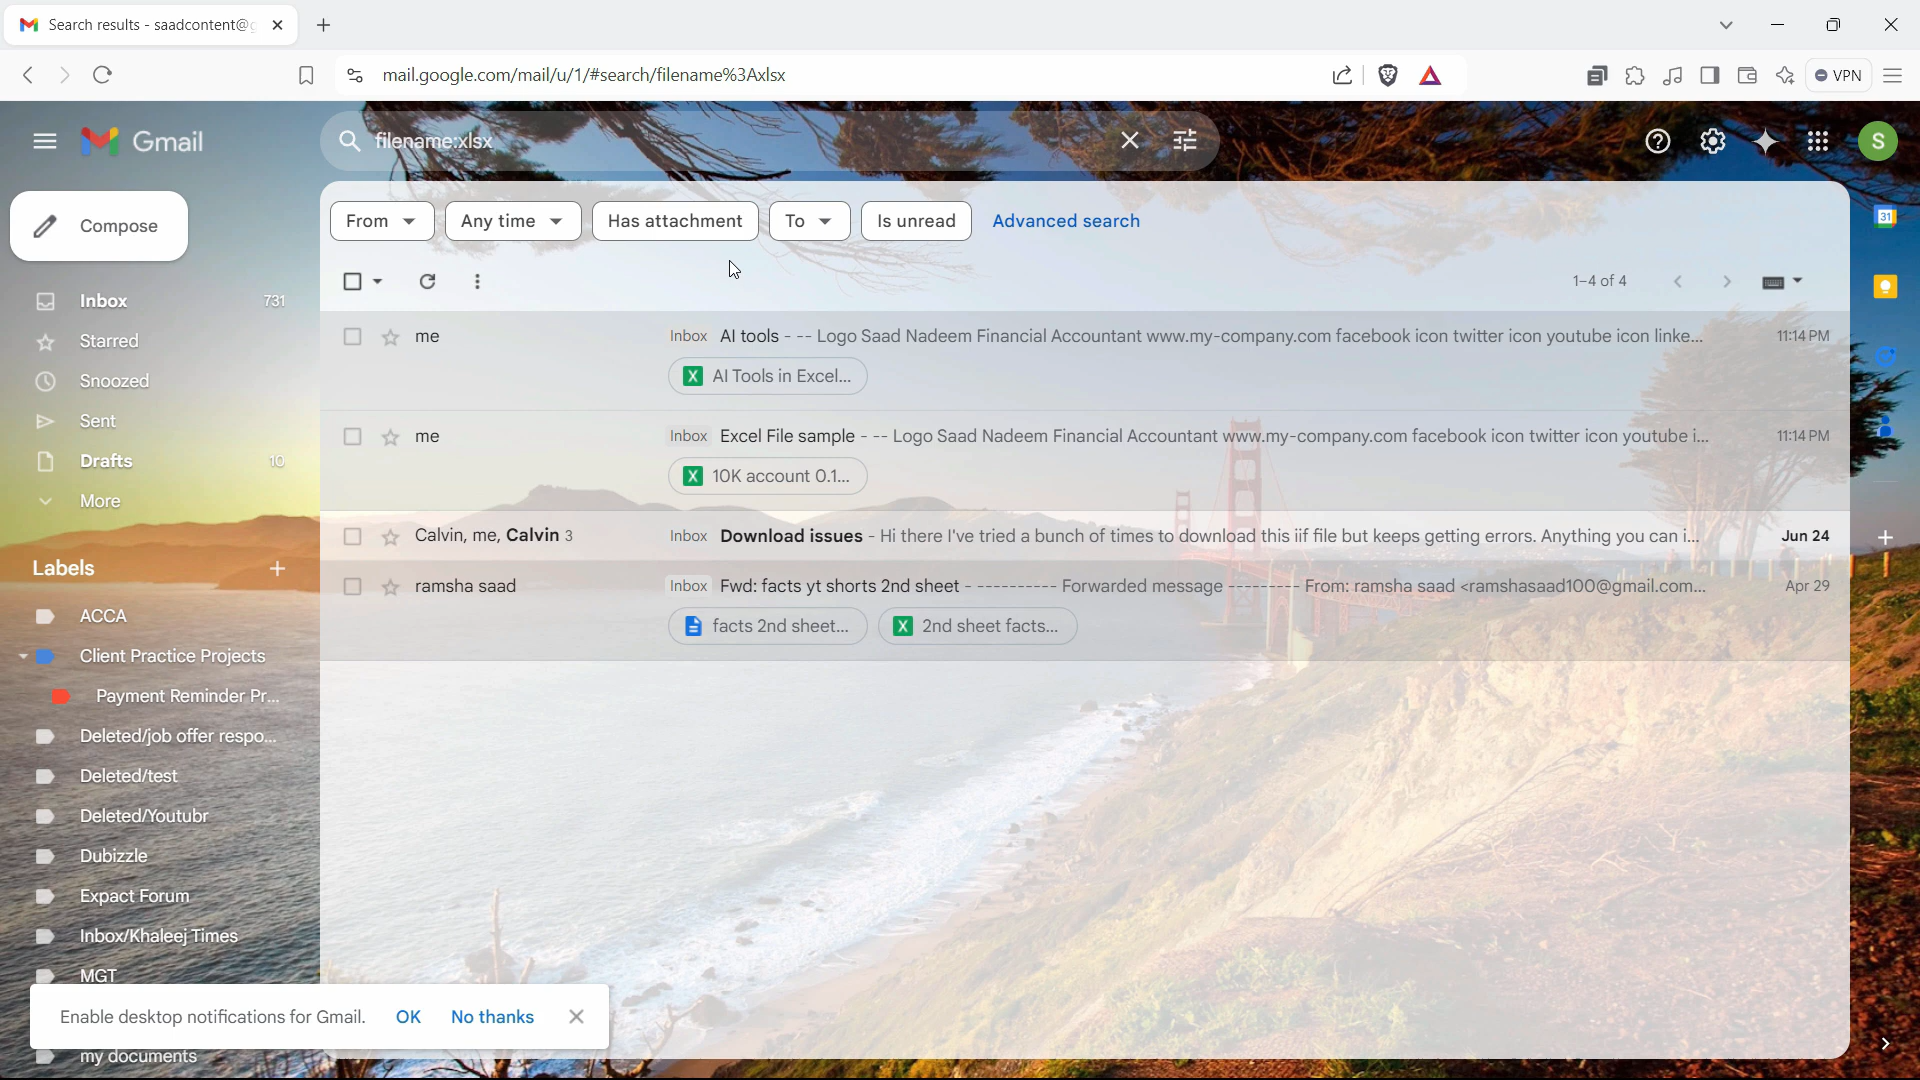 Search results - saadcontent@g
mail.google.com/mail/u/1/#search/filename%3Axlsx
VPN
Gmail
filename:xlsx
S
Compose
From
Any time
Has attachment
To
Is unread
Advanced search
31
1–4 of 4
Inbox 731
Starred
Snoozed
Sent
Drafts 10
More
Labels
ACCA
Client Practice Projects
Payment Reminder Pr...
Deleted/job offer respo...
Deleted/test
Deleted/Youtubr
Dubizzle
Expact Forum
Inbox/Khaleej Times
MGT
my documents
me Inbox AI tools - -- Logo Saad Nadeem Financial Accountant www.my-company.com facebook icon twitter icon youtube icon linke... 11:14 PM
X AI Tools in Excel...
me Inbox Excel File sample - -- Logo Saad Nadeem Financial Accountant www.my-company.com facebook icon twitter icon youtube i... 11:14 PM
X 10K account 0.1...
Calvin, me, Calvin 3 Inbox Download issues - Hi there I've tried a bunch of times to download this iif file but keeps getting errors. Anything you can i... Jun 24
ramsha saad Inbox Fwd: facts yt shorts 2nd sheet - ---------- Forwarded message --------- From: ramsha saad <ramshasaad100@gmail.com... Apr 29
facts 2nd sheet... X 2nd sheet facts...
Enable desktop notifications for Gmail. OK No thanks